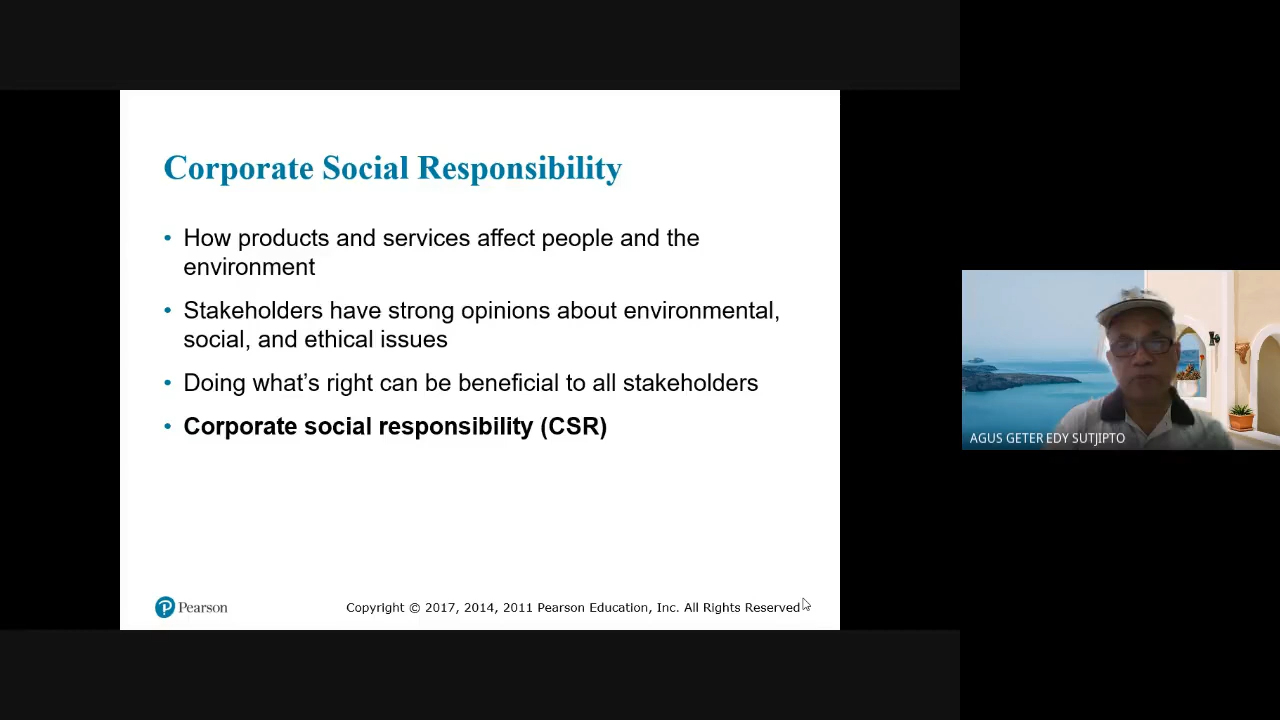 Corporate Social Responsibility
• How products and services affect people and the
environment
• Stakeholders have strong opinions about environmental,
social, and ethical issues
• Doing what’s right can be beneficial to all stakeholders
• Corporate social responsibility (CSR)
AGUS GETER EDY SUTJIPTO
Pearson
Copyright © 2017, 2014, 2011 Pearson Education, Inc. All Rights Reserved